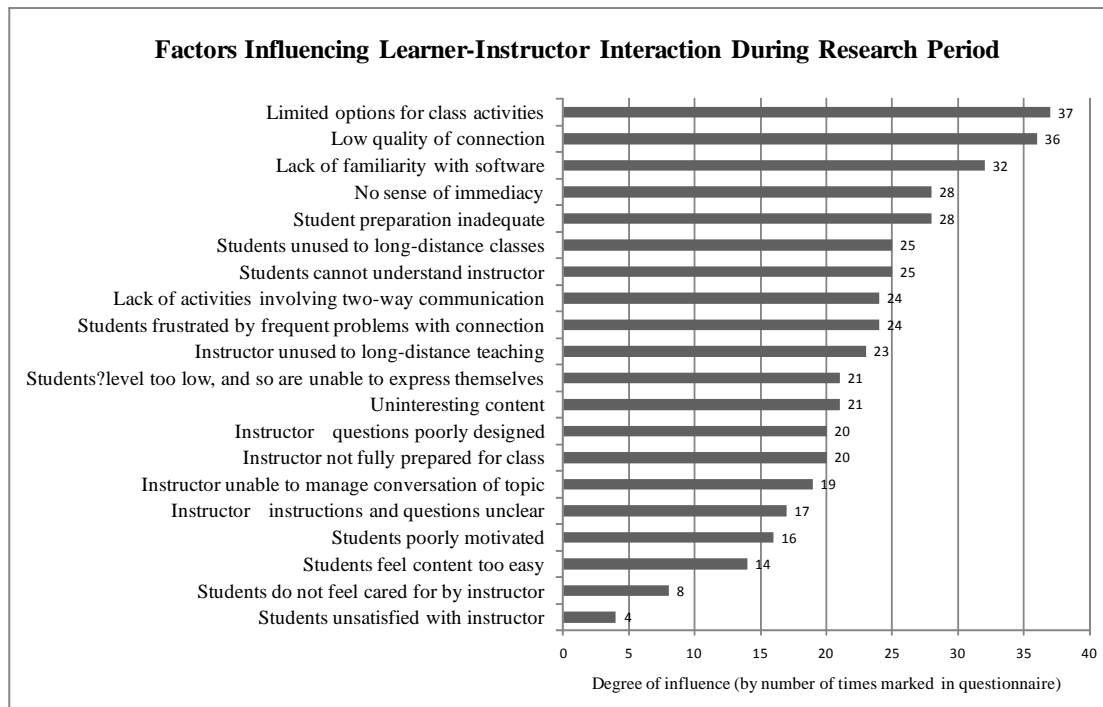 Factors Influencing Learner-Instructor Interaction During Research Period
Limited options for class activities 37
Low quality of connection 36
Lack of familiarity with software 32
No sense of immediacy 28
Student preparation inadequate 28
Students unused to long-distance classes 25
Students cannot understand instructor 25
Lack of activities involving two-way communication 24
Students frustrated by frequent problems with connection 24
Instructor unused to long-distance teaching 23
Students?level too low, and so are unable to express themselves 21
Uninteresting content 21
Instructor questions poorly designed 20
Instructor not fully prepared for class 20
Instructor unable to manage conversation of topic 19
Instructor instructions and questions unclear 17
Students poorly motivated 16
Students feel content too easy 14
Students do not feel cared for by instructor 8
Students unsatisfied with instructor 4
0 5 10 15 20 25 30 35 40
Degree of influence (by number of times marked in questionnaire)